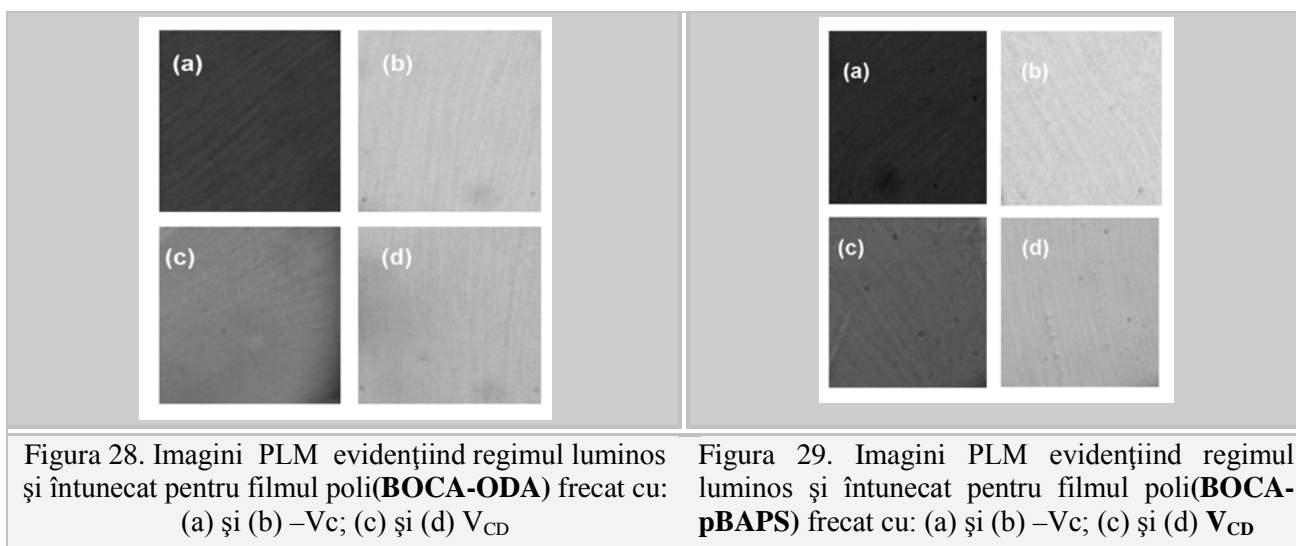 (a)
(b)
(c)
(d)
(a)
(b)
(c)
(d)
Figura 28. Imagini PLM evidenţiind regimul luminos
şi întunecat pentru filmul poli(BOCA-ODA) frecat cu:
(a) şi (b) –Vc; (c) şi (d) VCD
Figura 29. Imagini PLM evidenţiind regimul
luminos şi întunecat pentru filmul poli(BOCA-
pBAPS) frecat cu: (a) şi (b) –Vc; (c) şi (d) VCD